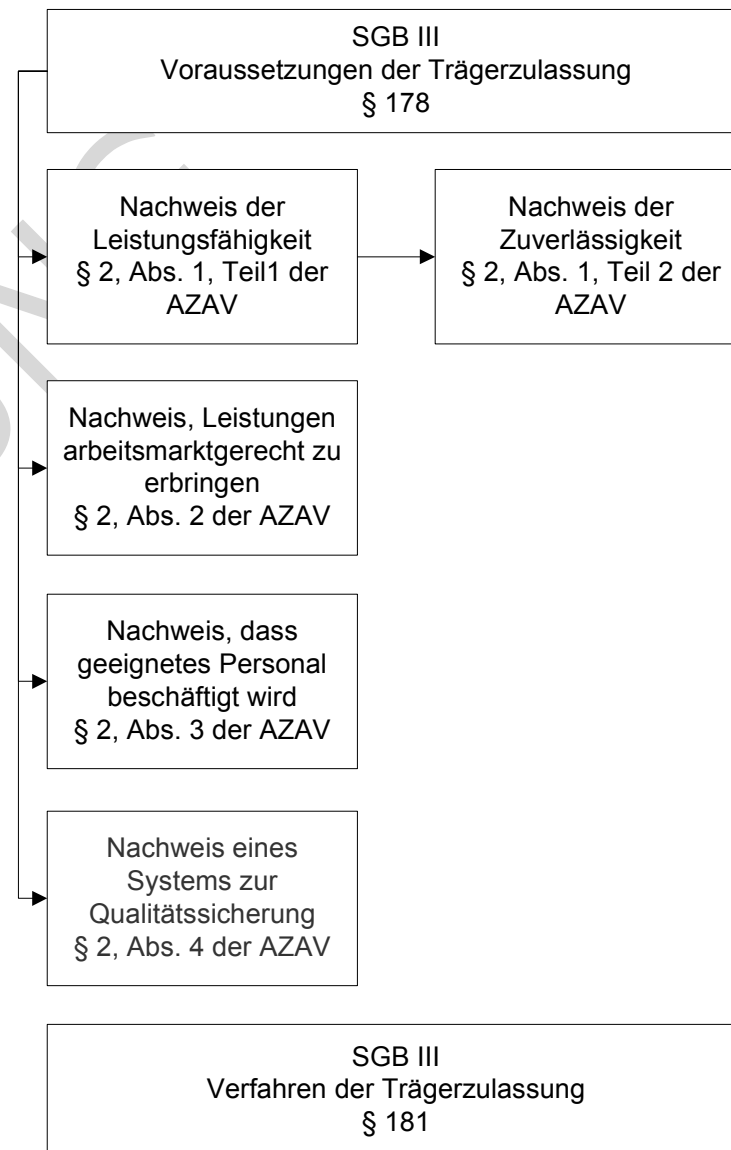 SGB III
Voraussetzungen der Trägerzulassung
§ 178
Nachweis der
Leistungsfähigkeit
§ 2, Abs. 1, Teil1 der
AZAV
Nachweis der
Zuverlässigkeit
§ 2, Abs. 1, Teil 2 der
AZAV
Nachweis, Leistungen
arbeitsmarktgerecht zu
erbringen
§ 2, Abs. 2 der AZAV
Nachweis, dass
geeignetes Personal
beschäftigt wird
§ 2, Abs. 3 der AZAV
Nachweis eines
Systems zur
Qualitätssicherung
§ 2, Abs. 4 der AZAV
SGB III
Verfahren der Trägerzulassung
§ 181